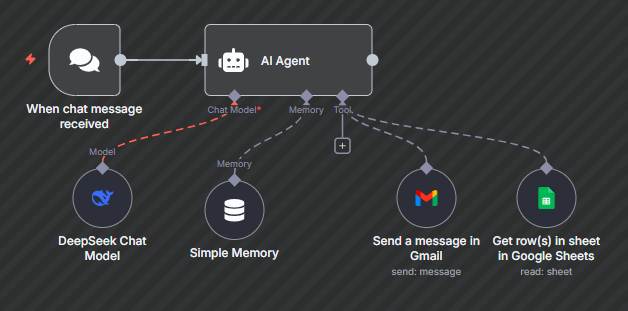 AI Agent
When chat message
received
Chat Model*
Memory
Tool
Model
Memory
DeepSeek Chat
Model
Simple Memory
Send a message in
Gmail
send: message
Get row(s) in sheet
in Google Sheets
read: sheet